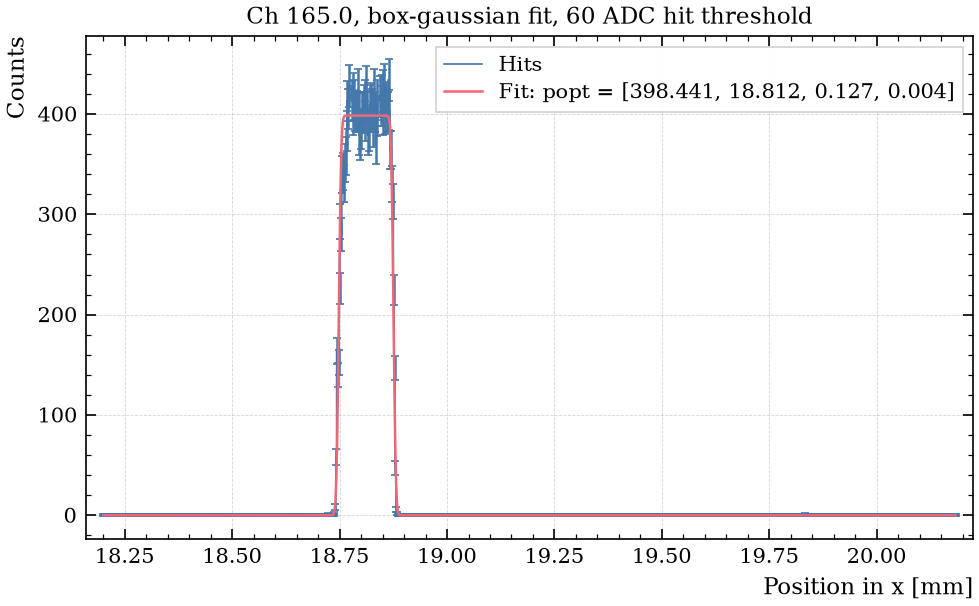 Ch 165.0, box-gaussian fit, 60 ADC hit threshold
Counts
Hits
Fit: popt = [398.441, 18.812, 0.127, 0.004]
400
300
200
100
0
18.25 18.50 18.75 19.00 19.25 19.50 19.75 20.00
Position in x [mm]